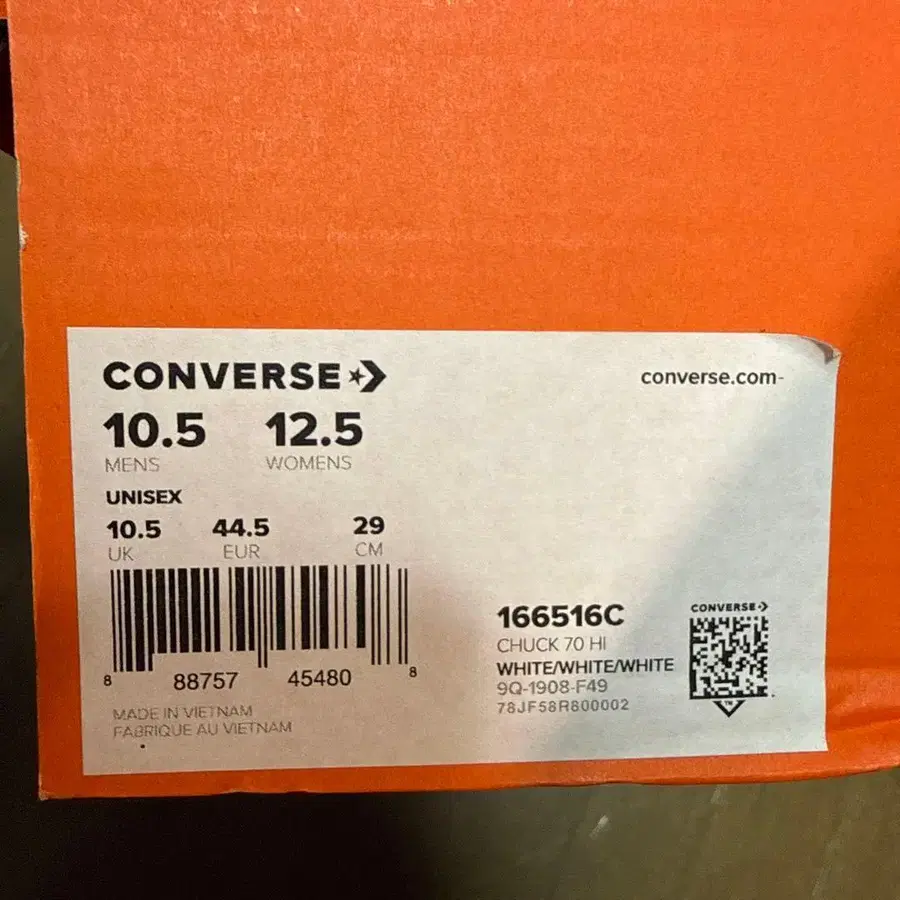 CONVERSE
converse.com-
10.5 12.5
MENS WOMENS
UNISEX
10.5 44.5 29
UK EUR CM
8 88757 45480 8
MADE IN VIETNAM
FABRIQUE AU VIETNAM
166516C
CHUCK 70 HI
WHITE/WHITE/WHITE
9Q-1908-F49
78JF58R800002
CONVERSE